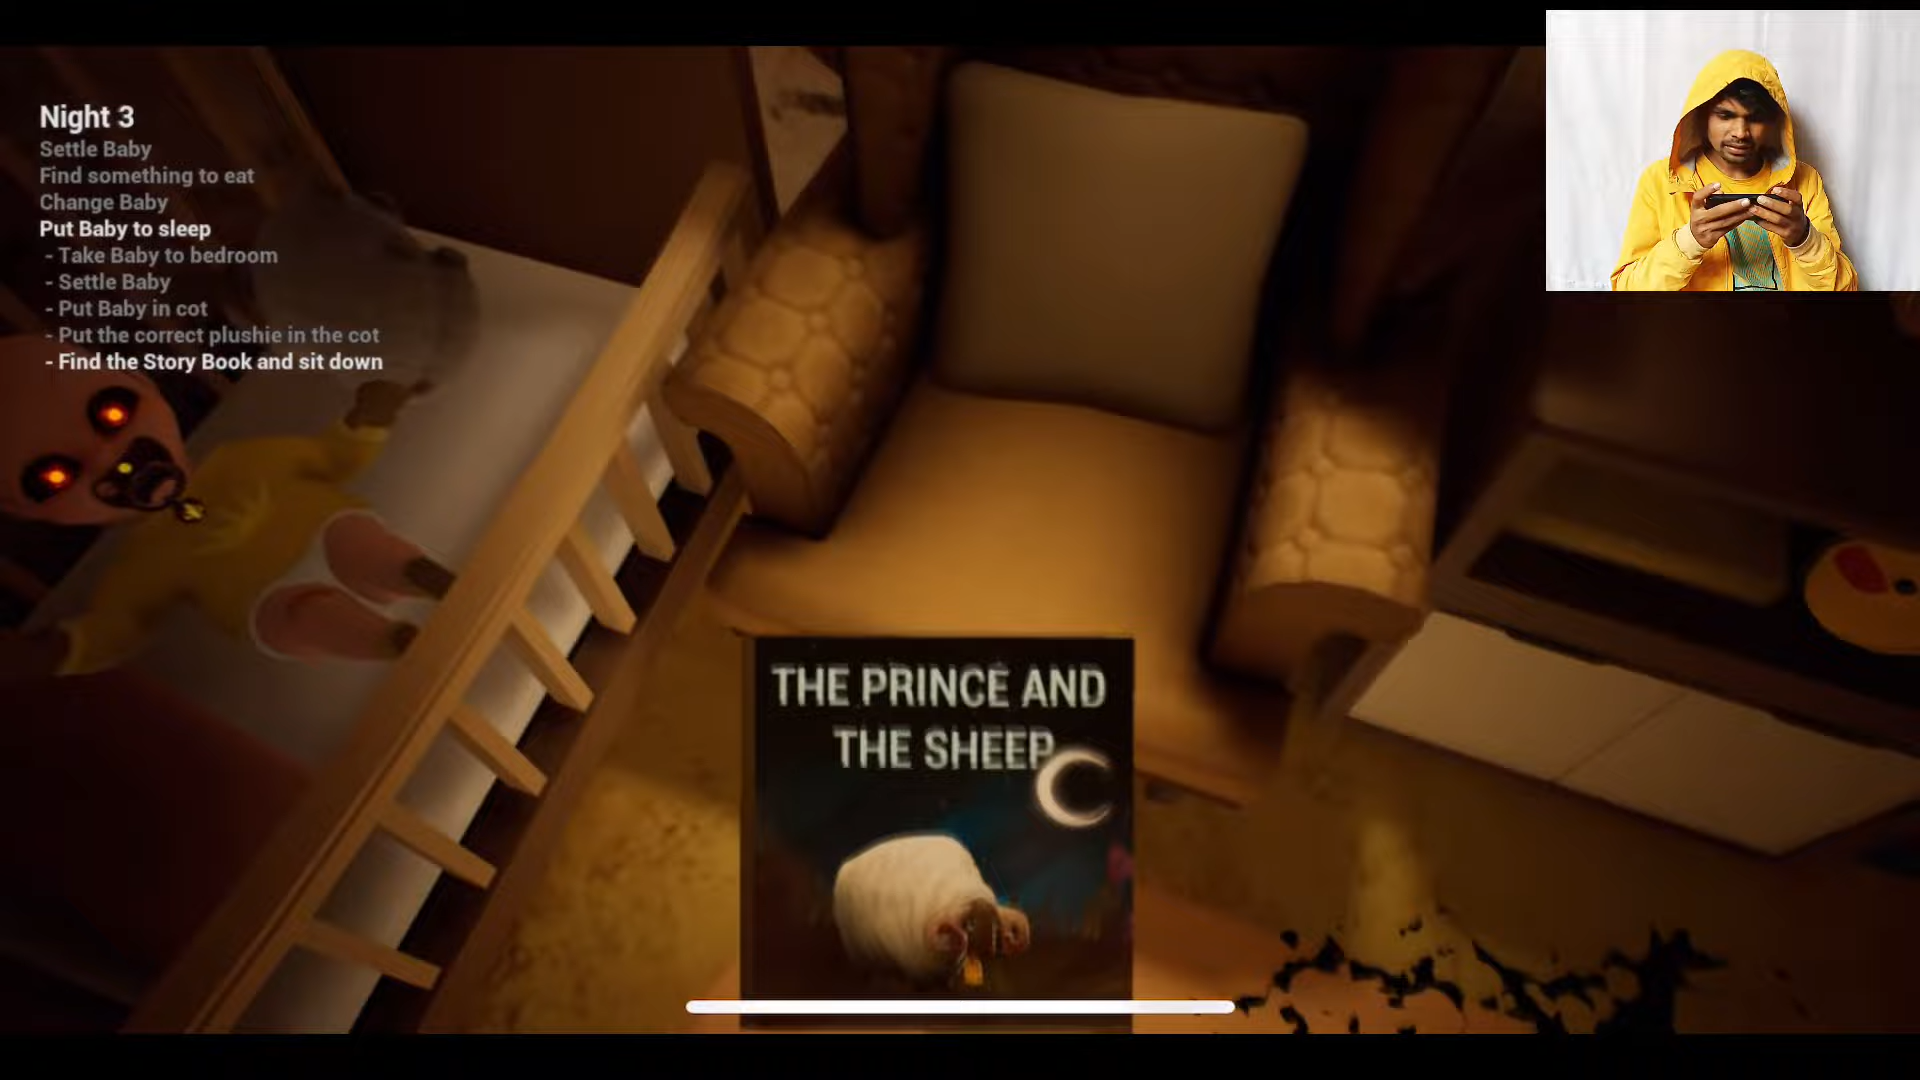 Night 3
Settle Baby
Find something to eat
Change Baby
Put Baby to sleep
- Take Baby to bedroom
- Settle Baby
- Put Baby in cot
- Put the correct plushie in the cot
- Find the Story Book and sit down
THE PRINCE AND
THE SHEEP